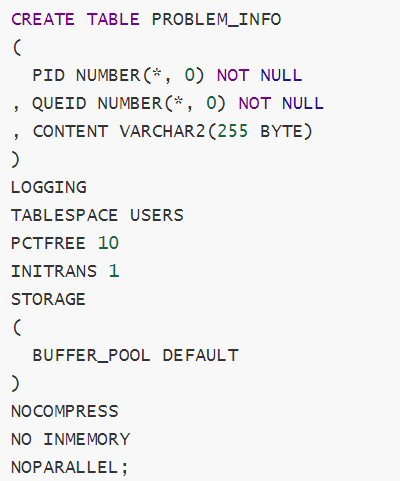 CREATE TABLE PROBLEM_INFO
(
  PID NUMBER(*, 0) NOT NULL
, QUEID NUMBER(*, 0) NOT NULL
, CONTENT VARCHAR2(255 BYTE)
)
LOGGING
TABLESPACE USERS
PCTFREE 10
INITRANS 1
STORAGE
(
  BUFFER_POOL DEFAULT
)
NOCOMPRESS
NO INMEMORY
NOPARALLEL;